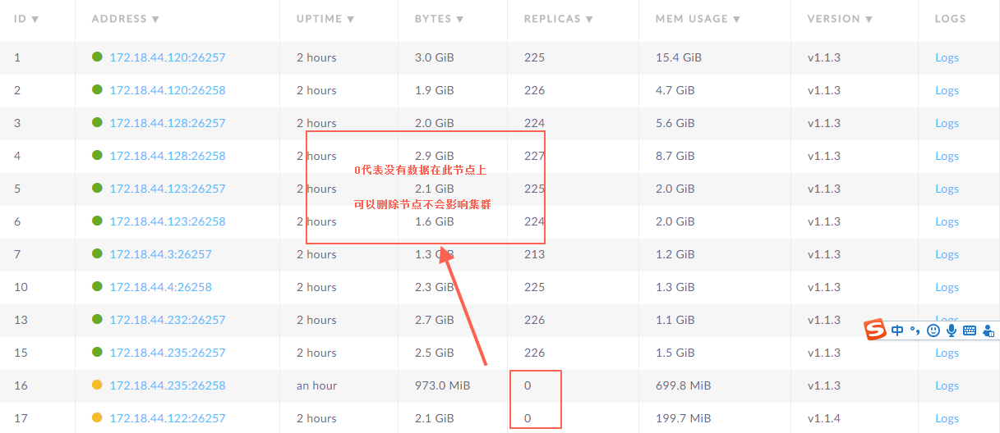 ID ▼ ADDRESS ▼ UPTIME ▼ BYTES ▼ REPLICAS ▼ MEM USAGE ▼ VERSION ▼ LOGS
1 172.18.44.120:26257 2 hours 3.0 GiB 225 15.4 GiB v1.1.3 Logs
2 172.18.44.120:26258 2 hours 1.9 GiB 226 4.7 GiB v1.1.3 Logs
3 172.18.44.128:26257 2 hours 2.0 GiB 224 5.6 GiB v1.1.3 Logs
4 172.18.44.128:26258 2 hours 2.9 GiB 227 8.7 GiB v1.1.3 Logs
0代表没有数据在此节点上
5 172.18.44.123:26257 2 hours 2.1 GiB 225 2.0 GiB v1.1.3 Logs
可以删除节点不会影响集群
6 172.18.44.123:26258 2 hours 1.6 GiB 224 2.0 GiB v1.1.3 Logs
7 172.18.44.3:26257 2 hours 1.3 GiB 213 1.2 GiB v1.1.3 Logs
10 172.18.44.4:26258 2 hours 2.3 GiB 225 1.3 GiB v1.1.3 Logs
13 172.18.44.232:26257 2 hours 2.7 GiB 226 1.1 GiB v1.1.3 Logs
中
15 172.18.44.235:26257 2 hours 2.5 GiB 226 1.5 GiB v1.1.3 Logs
16 172.18.44.235:26258 an hour 973.0 MiB 0 699.8 MiB v1.1.3 Logs
17 172.18.44.122:26257 2 hours 2.1 GiB 0 199.7 MiB v1.1.4 Logs